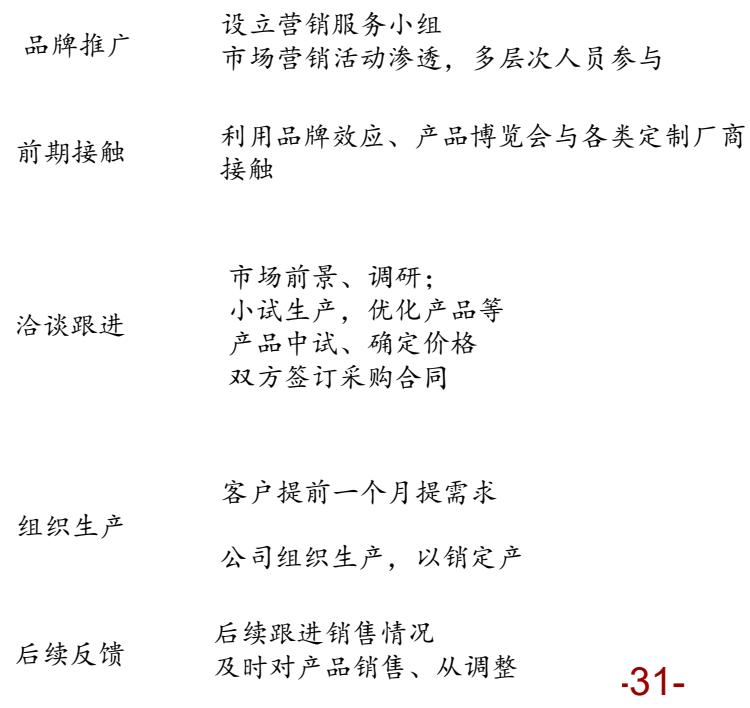 品牌推广
设立营销服务小组
市场营销活动渗透，多层次人员参与
前期接触
利用品牌效应、产品博览会与各类定制厂商
接触
洽谈跟进
市场前景、调研；
小试生产，优化产品等
产品中试、确定价格
双方签订采购合同
组织生产
客户提前一个月提需求
公司组织生产，以销定产
后续反馈
后续跟进销售情况
及时对产品销售、从调整
-31-